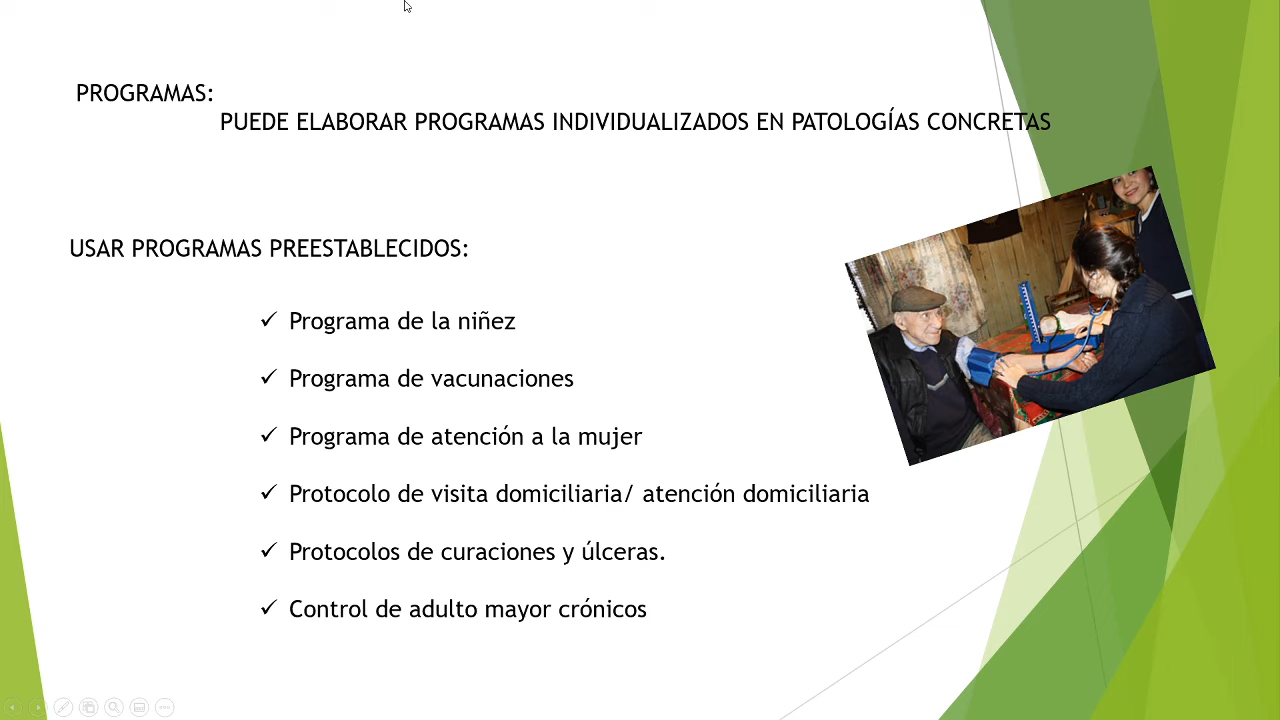 PROGRAMAS:
PUEDE ELABORAR PROGRAMAS INDIVIDUALIZADOS EN PATOLOGÍAS CONCRETAS
USAR PROGRAMAS PREESTABLECIDOS:
✓ Programa de la niñez
✓ Programa de vacunaciones
✓ Programa de atención a la mujer
✓ Protocolo de visita domiciliaria/ atención domiciliaria
✓ Protocolos de curaciones y úlceras.
✓ Control de adulto mayor crónicos